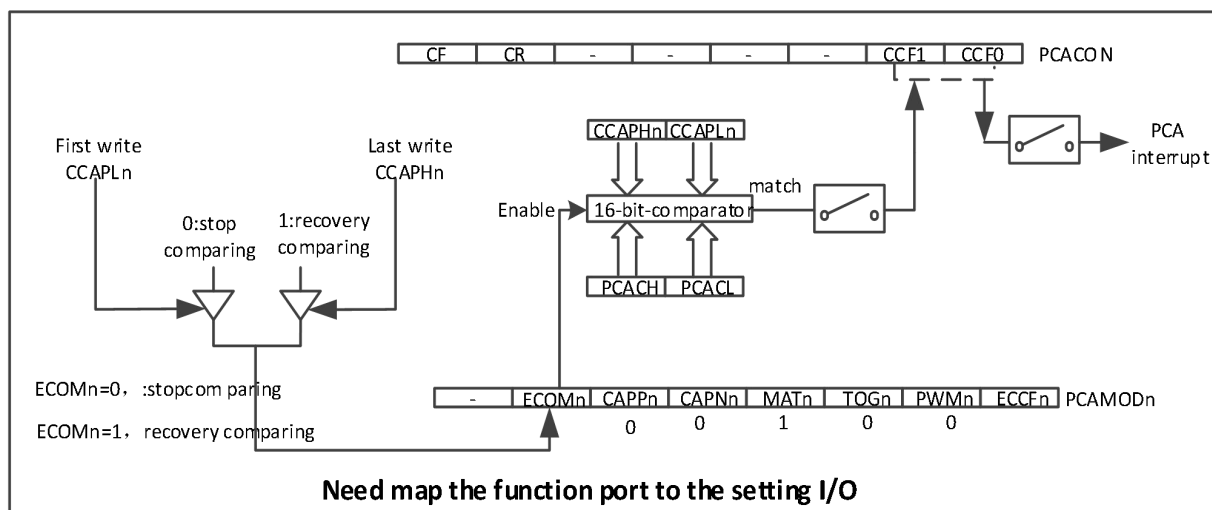 CF CR - - - - CCF1 CCF0 PCACON
First write
CCAPLn
Last write
CCAPHn
CCAPHn CCAPLn
PCA
interrupt
match
Enable
16-bit-comparator
0:stop
comparing
1:recovery
comparing
PCACH PCACL
ECOMn=0, :stopcom paring
- ECOMn CAPPn CAPNn MATn TOGn PWMn ECCFn PCAMODn
0 0 1 0 0
ECOMn=1, recovery comparing
Need map the function port to the setting I/O